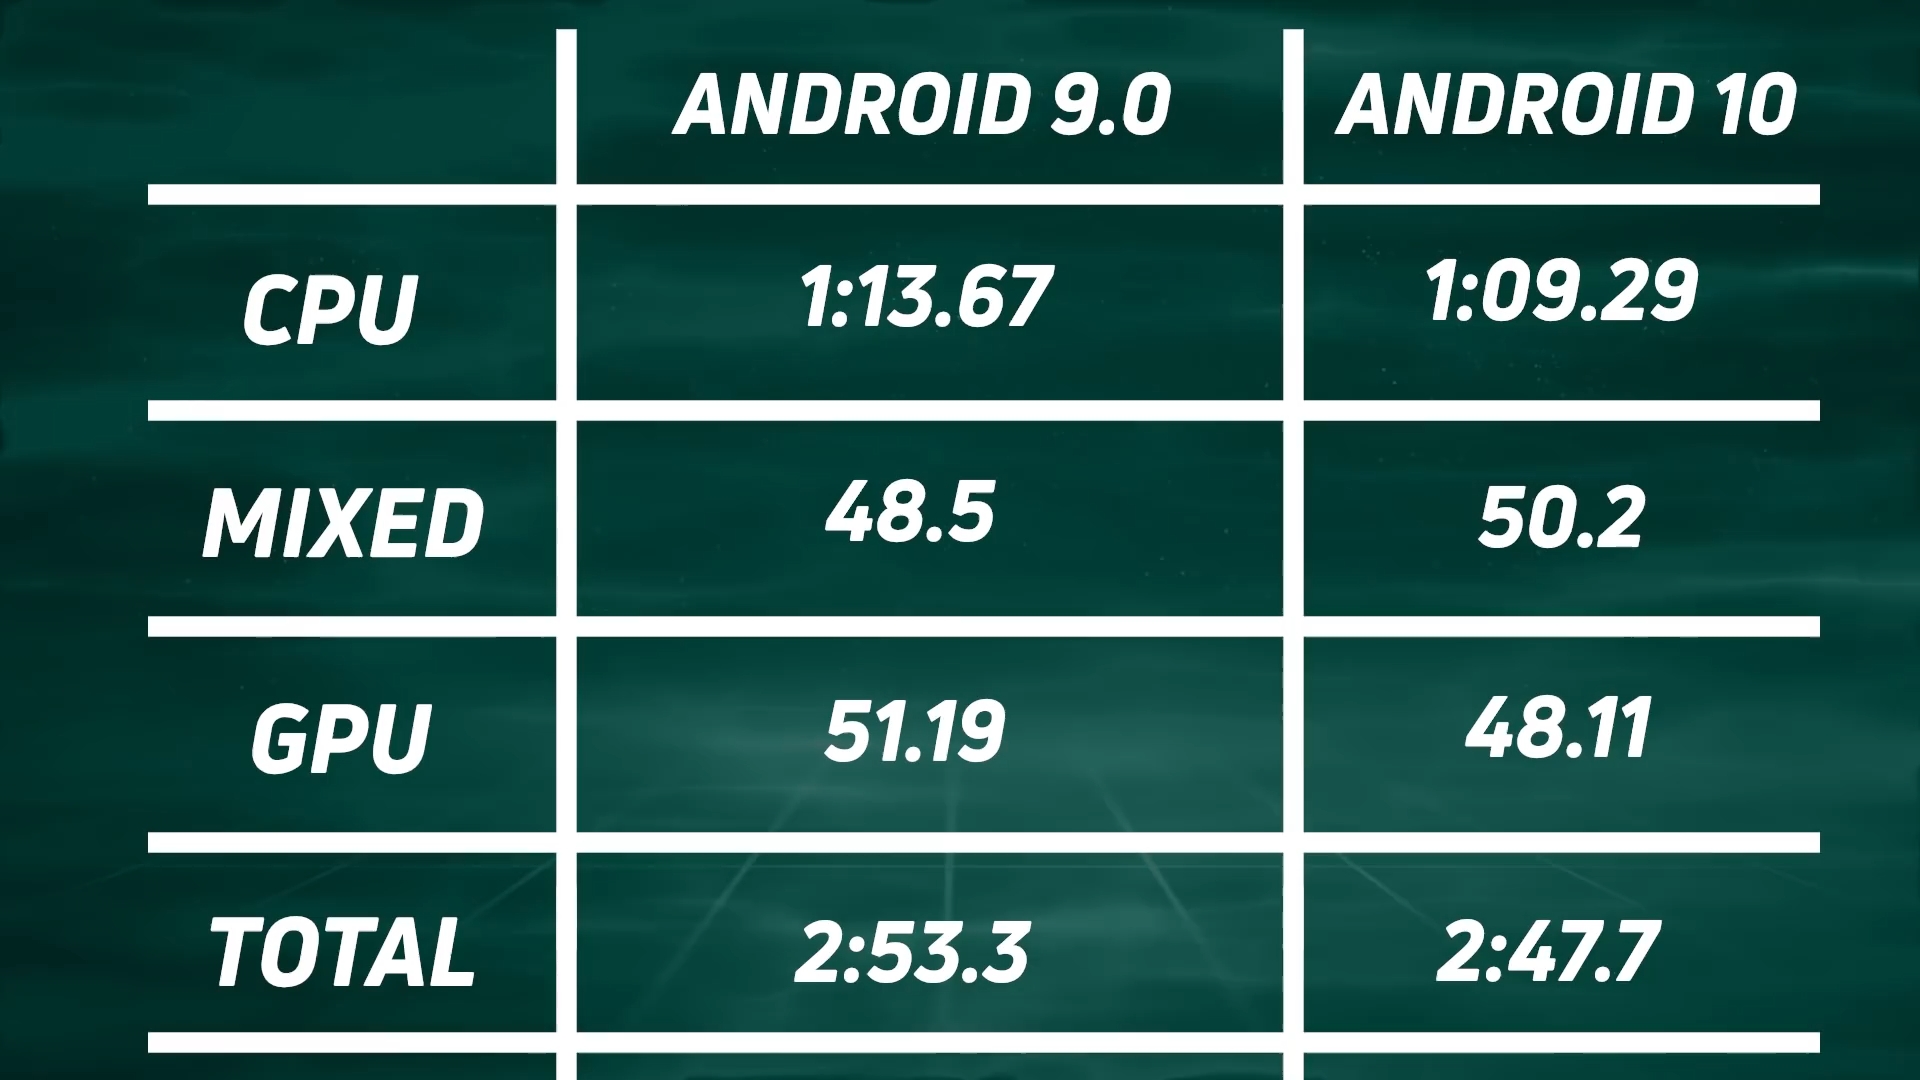 ANDROID 9.0 ANDROID 10
CPU 1:13.67 1:09.29
MIXED 48.5 50.2
GPU 51.19 48.11
TOTAL 2:53.3 2:47.7